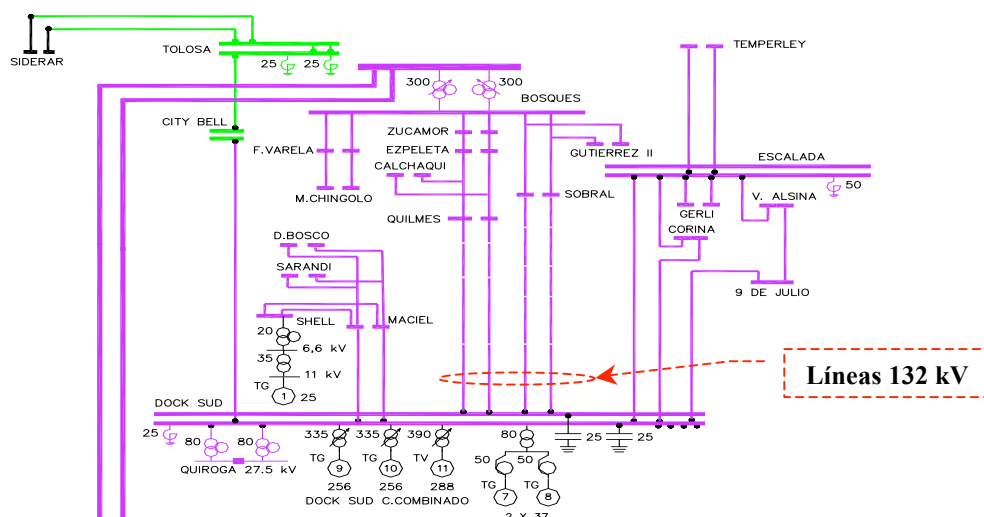 TEMPERLEY
SIDERAR
TOLOSA
25 25
300 300
BOSQUES
CITY BELL
ZUCAMOR
F.VARELA
EZPELETA
GUTIERREZ II
CALCHAQUI
ESCALADA
M.CHINGOLO
SOBRAL
50
V. ALSINA
QUILMES
GERLI
CORINA
D.BOSCO
SARANDI
9 DE JULIO
SHELL
MACIEL
20
6,6 kV
35
11 kV
TG 1 25
Líneas 132 kV
DOCK SUD
25
80 80
335 335 390 80 25 25
QUIROGA 27.5 kV
TG 9 TG 10 TV 11
50 50
256 256 288
TG 7 TG 8
DOCK SUD C.COMBINADO
2 X 37